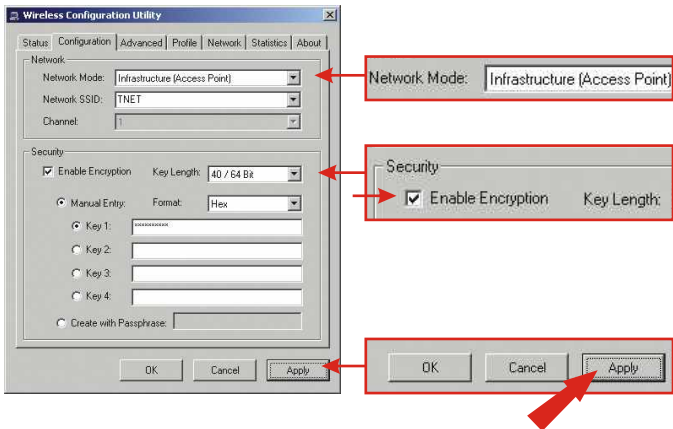 Wireless Configuration Utility
Status Configuration Advanced Profile Network Statistics About
Network
Network Mode: Infrastructure (Access Point)
Network SSID: TNET
Channel: 1
Security
Enable Encryption Key Length: 40 / 64 Bit
Manual Entry: Format: Hex
Key 1: **********
Key 2:
Key 3:
Key 4:
Create with Passphrase:
OK Cancel Apply
Network Mode: Infrastructure (Access Point)
Security
Enable Encryption Key Length:
OK Cancel Apply